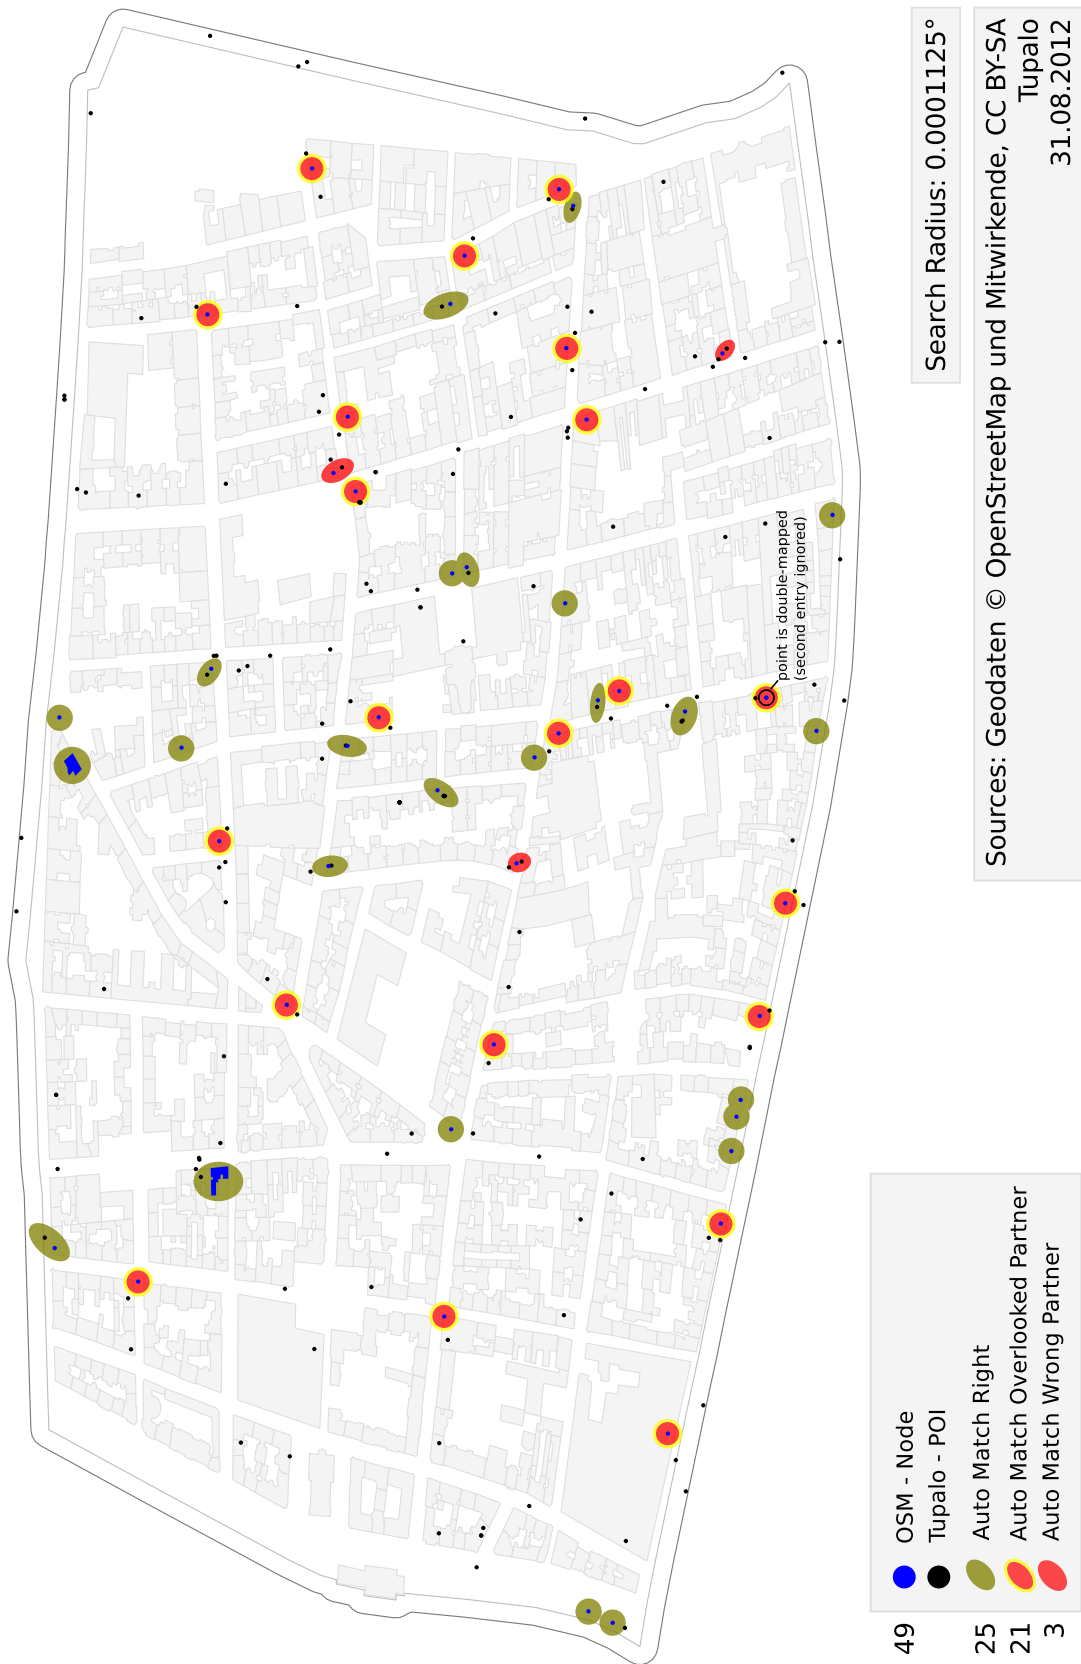 Search Radius: 0.0001125°
Sources: Geodaten © OpenStreetMap und Mitwirkende, CC BY-SA
Tupalo
31.08.2012
point is double-mapped
(second entry ignored)
49 OSM - Node
Tupalo - POI
25 Auto Match Right
21 Auto Match Overlooked Partner
3 Auto Match Wrong Partner